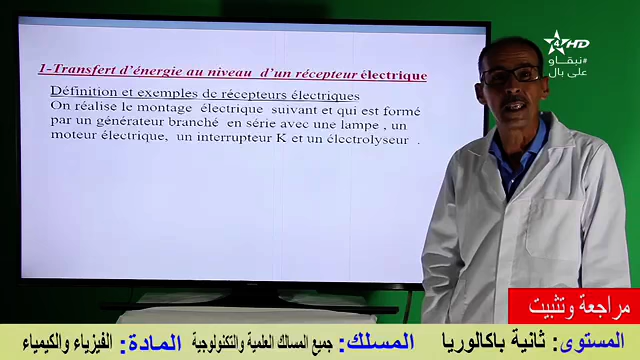 1-Transfert d'énergie au niveau d'un récepteur électrique
Définition et exemples de récepteurs électriques
On réalise le montage électrique suivant et qui est formé
par un générateur branché en série avec une lampe , un
moteur électrique, un interrupteur K et un électrolyseur .
4 HD
#نبقاو
على بال
مراجعة وتثبيت
المستوى: ثانية باكالوريا المسلك: جميع المسالك العلمية والتكنولوجية المادة: الفيزياء والكيمياء